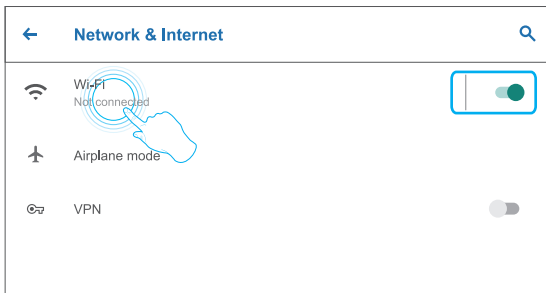 Network & Internet
Wi-Fi
Not connected
Airplane mode
VPN